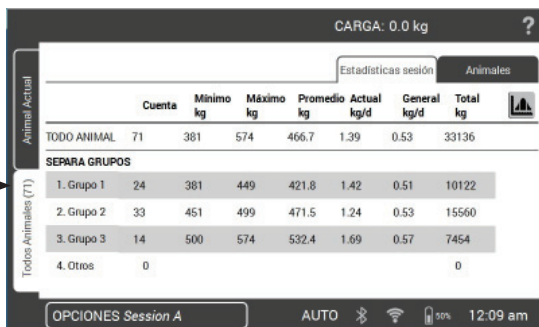 CARGA: 0.0 kg ?
Animal Actual
Todos Animales (71)
Estadísticas sesión Animales
Cuenta Mínimo kg Máximo kg Promedio kg Actual kg/d General kg/d Total kg
TODO ANIMAL 71 381 574 466.7 1.39 0.53 33136
SEPARA GRUPOS
1. Grupo 1 24 381 449 421.8 1.42 0.51 10122
2. Grupo 2 33 451 499 471.5 1.24 0.53 15560
3. Grupo 3 14 500 574 532.4 1.69 0.57 7454
4. Otros 0 0
OPCIONES Session A AUTO 50% 12:09 am